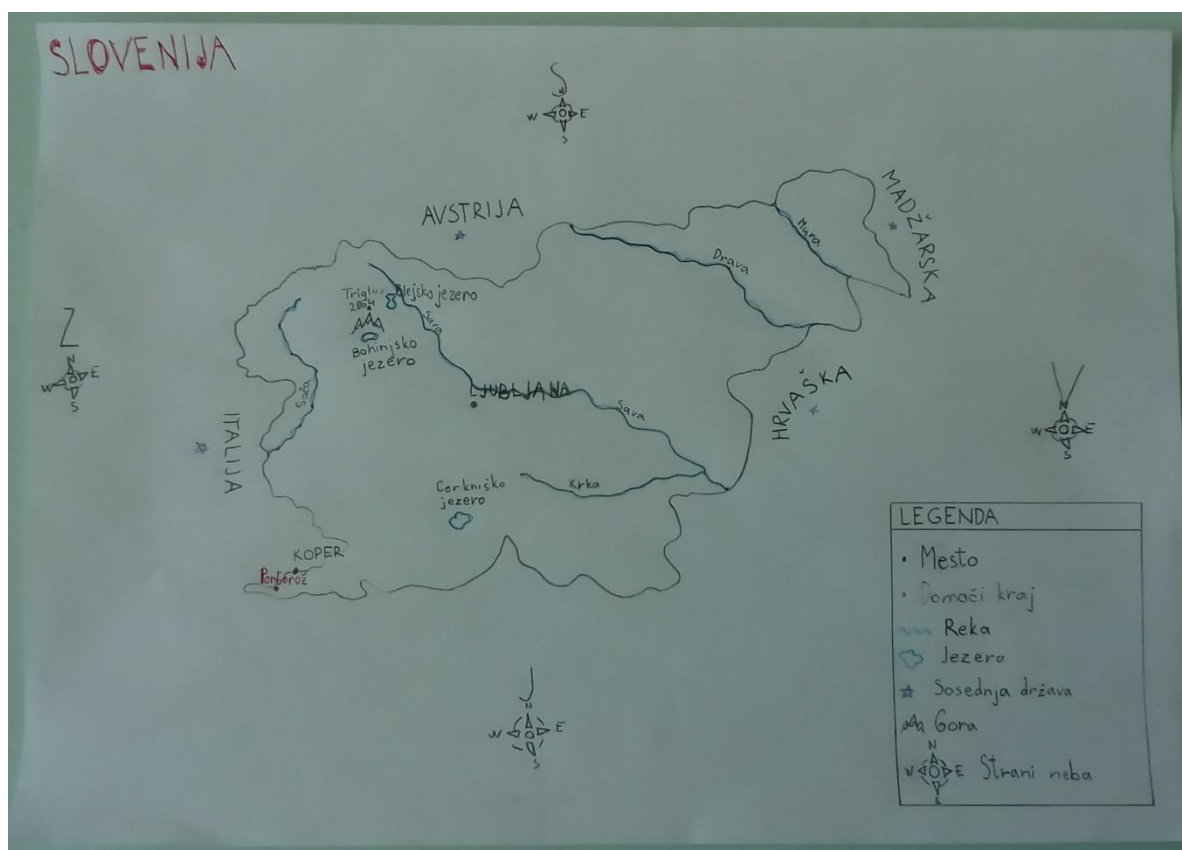 SLOVENIJA
S
N
W E
S
AVSTRIJA
MADŽARSKA
Mura
Drava
Triglav
2864
Blejsko jezero
Sava
Bohinjsko
jezero
Z
N
W E
S
Soča
LJUBLJANA
Sava
HRVAŠKA
V
N
W E
S
ITALIJA
Cerkniško
jezero
Krka
KOPER
Portorož
J
N
W E
S
LEGENDA
Mesto
Domači kraj
Reka
Jezero
Sosednja država
Gora
N
W E Strani neba
S